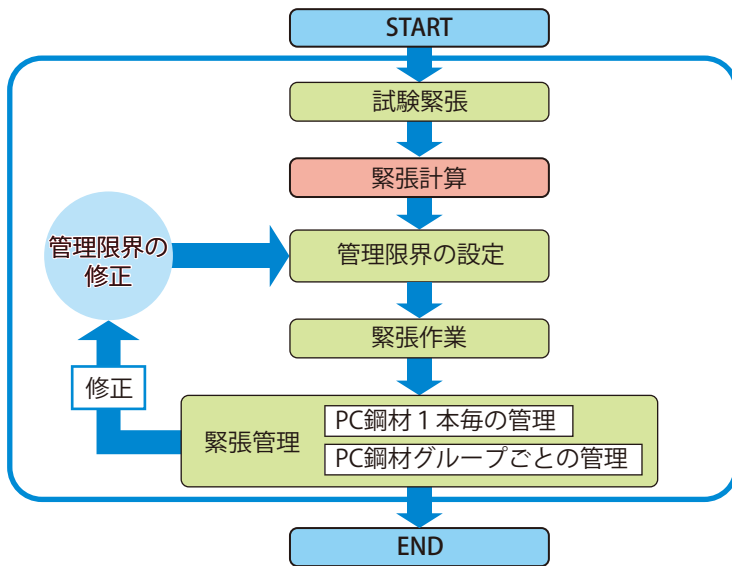 START
試験緊張
緊張計算
管理限界の設定
管理限界の
修正
緊張作業
修正
緊張管理
PC鋼材1本毎の管理
PC鋼材グループごとの管理
END